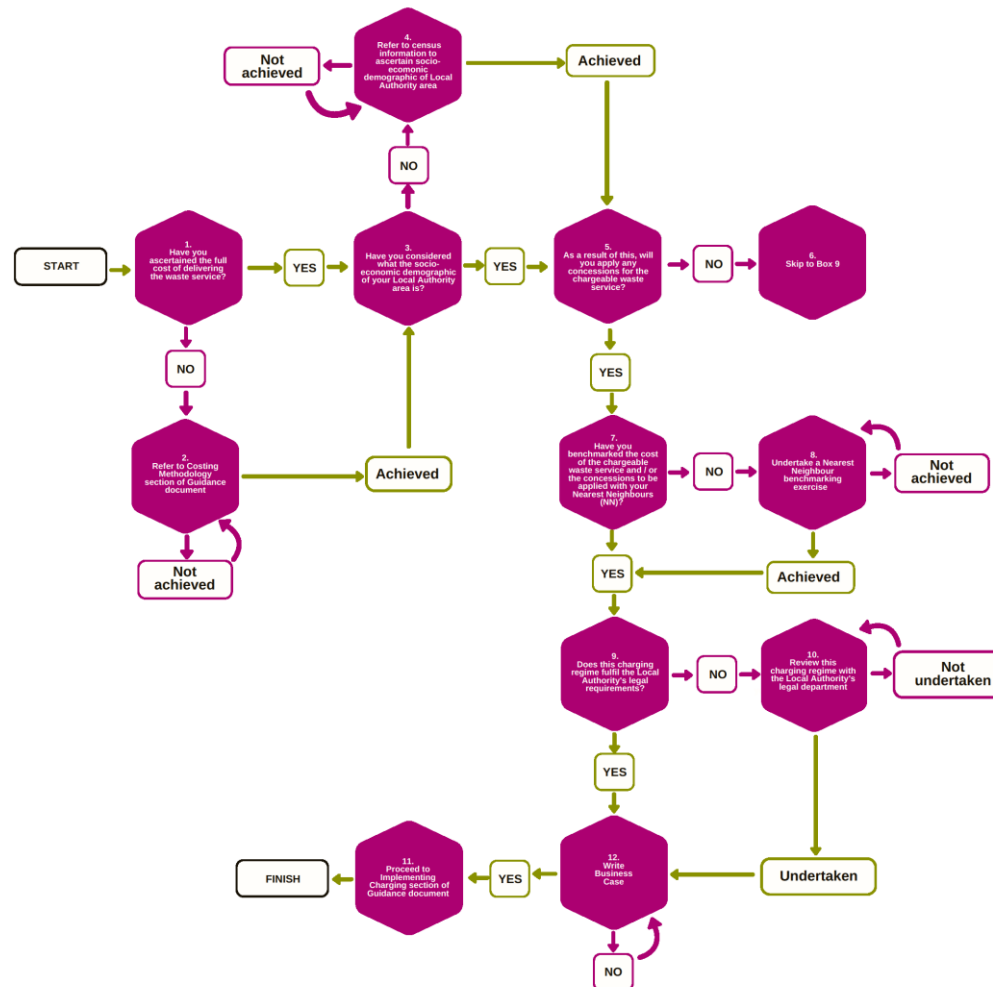 4.
Refer to census
information to
ascertain socio-
economic
demographic of Local
Authority area
Not
achieved
Achieved
NO
START
1.
Have you
ascertained the full
cost of delivering
the waste service?
YES
3.
Have you considered
what the socio-
economic demographic
of your Local Authority
area is?
YES
5.
As a result of this, will
you apply any
concessions for the
chargeable waste
service?
NO
6.
Skip to Box 9
NO
YES
2.
Refer to Costing
Methodology
section of Guidance
document
Achieved
Not
achieved
7.
Have you
benchmarked the cost
of the chargeable
waste service and / or
the concessions to be
applied with your
Nearest Neighbours
(NN)?
NO
8.
Undertake a Nearest
Neighbour
benchmarking
exercise
Not
achieved
YES
Achieved
9.
Does this charging
regime fulfil the Local
Authority's legal
requirements?
NO
10.
Review this
charging regime with
the Local Authority's
legal department
Not
undertaken
YES
FINISH
11.
Proceed to
Implementing
Charging section of
Guidance document
YES
12.
Write
Business
Case
Undertaken
NO